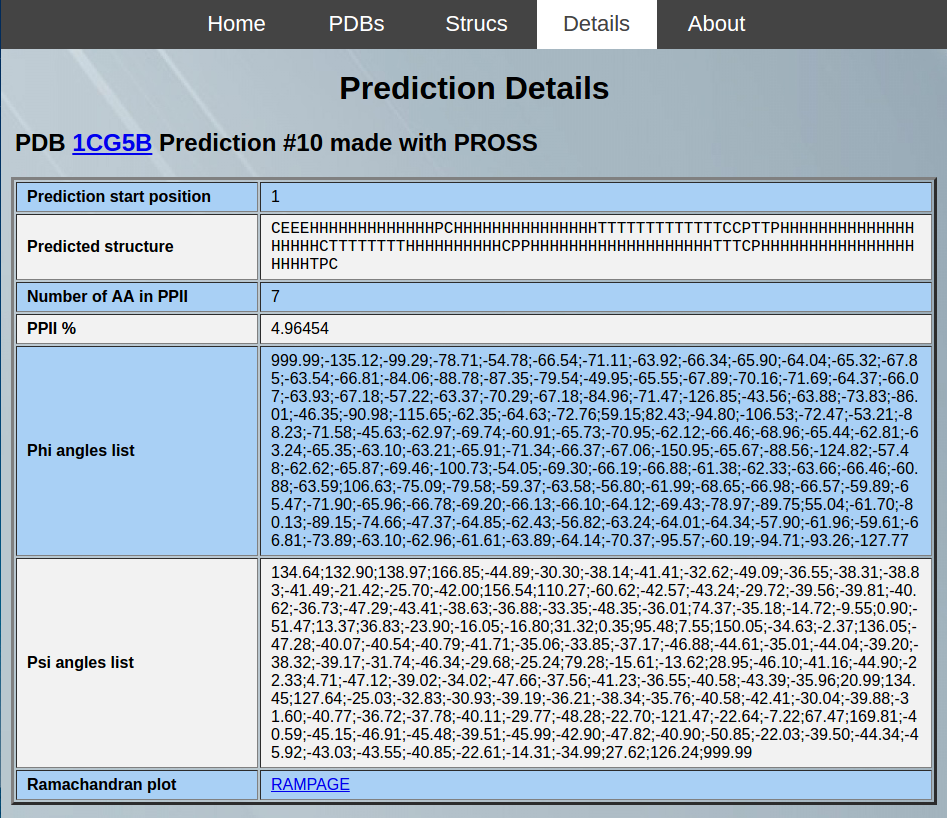 Home PDBs Strucs Details About
Prediction Details
PDB 1CG5B Prediction #10 made with PROSS
Prediction start position 1
Predicted structure
CEEEHHHHHHHHHHHHHPCHHHHHHHHHHHHHHHTTTTTTTTTTTTTCCPTTPHHHHHHHHHHHHHH
HHHHHCTTTTTTTTHHHHHHHHHHCPPHHHHHHHHHHHHHHHHHHHTTTCPHHHHHHHHHHHHHHHH
HHHHTPC
Number of AA in PPII 7
PPII % 4.96454
Phi angles list
999.99;-135.12;-99.29;-78.71;-54.78;-66.54;-71.11;-63.92;-66.34;-65.90;-64.04;-65.32;-67.8
5;-63.54;-66.81;-84.06;-88.78;-87.35;-79.54;-49.95;-65.55;-67.89;-70.16;-71.69;-64.37;-66.0
7;-63.93;-67.18;-57.22;-63.37;-70.29;-67.18;-84.96;-71.47;-126.85;-43.56;-63.88;-73.83;-86.
01;-46.35;-90.98;-115.65;-62.35;-64.63;-72.76;59.15;82.43;-94.80;-106.53;-72.47;-53.21;-8
8.23;-71.58;-45.63;-62.97;-69.74;-60.91;-65.73;-70.95;-62.12;-66.46;-68.96;-65.44;-62.81;-6
3.24;-65.35;-63.10;-63.21;-65.91;-71.34;-66.37;-67.06;-150.95;-65.67;-88.56;-124.82;-57.4
8;-62.62;-65.87;-69.46;-100.73;-54.05;-69.30;-66.19;-66.88;-61.38;-62.33;-63.66;-66.46;-60.
88;-63.59;106.63;-75.09;-79.58;-59.37;-63.58;-56.80;-61.99;-68.65;-66.98;-66.57;-59.89;-6
5.47;-71.90;-65.96;-66.78;-69.20;-66.13;-66.10;-64.12;-69.43;-78.97;-89.75;55.04;-61.70;-8
0.13;-89.15;-74.66;-47.37;-64.85;-62.43;-56.82;-63.24;-64.01;-64.34;-57.90;-61.96;-59.61;-6
6.81;-73.89;-63.10;-62.96;-61.61;-63.89;-64.14;-70.37;-95.57;-60.19;-94.71;-93.26;-127.77
Psi angles list
134.64;132.90;138.97;166.85;-44.89;-30.30;-38.14;-41.41;-32.62;-49.09;-36.55;-38.31;-38.8
3;-41.49;-21.42;-25.70;-42.00;156.54;110.27;-60.62;-42.57;-43.24;-29.72;-39.56;-39.81;-40.
62;-36.73;-47.29;-43.41;-38.63;-36.88;-33.35;-48.35;-36.01;74.37;-35.18;-14.72;-9.55;0.90;-
51.47;13.37;36.83;-23.90;-16.05;-16.80;31.32;0.35;95.48;7.55;150.05;-34.63;-2.37;136.05;-
47.28;-40.07;-40.54;-40.79;-41.71;-35.06;-33.85;-37.17;-46.88;-44.61;-35.01;-44.04;-39.20;-
38.32;-39.17;-31.74;-46.34;-29.68;-25.24;79.28;-15.61;-13.62;28.95;-46.10;-41.16;-44.90;-2
2.33;4.71;-47.12;-39.02;-34.02;-47.66;-37.56;-41.23;-36.55;-40.58;-43.39;-35.96;20.99;134.
45;127.64;-25.03;-32.83;-30.93;-39.19;-36.21;-38.34;-35.76;-40.58;-42.41;-30.04;-39.88;-3
1.60;-40.77;-36.72;-37.78;-40.11;-29.77;-48.28;-22.70;-121.47;-22.64;-7.22;67.47;169.81;-4
0.59;-45.15;-46.91;-45.48;-39.51;-45.99;-42.90;-47.82;-40.90;-50.85;-22.03;-39.50;-44.34;-4
5.92;-43.03;-43.55;-40.85;-22.61;-14.31;-34.99;27.62;126.24;999.99
Ramachandran plot RAMPAGE